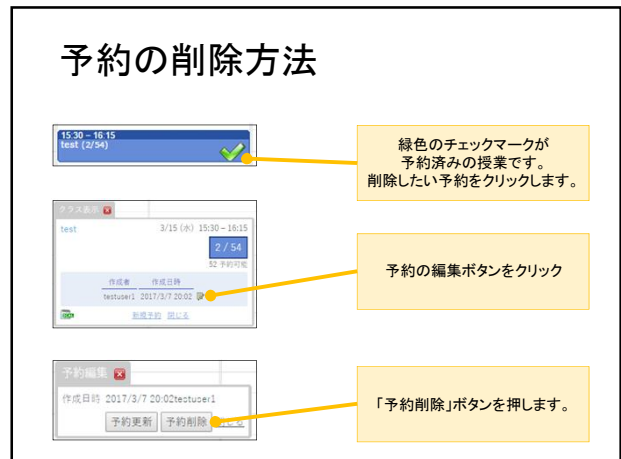 予約の削除方法
15:30 – 16:15
test (2/54)
緑色のチェックマークが
予約済みの授業です。
削除したい予約をクリックします。
クラス表示
test
3/15 (水) 15:30 – 16:15
2 / 54
52 予約可能
作成者 作成日時
testuser1 2017/3/7 20:02
新規予約 閉じる
予約の編集ボタンをクリック
予約編集
作成日時 2017/3/7 20:02testuser1
予約更新 予約削除 閉じる
「予約削除」ボタンを押します。